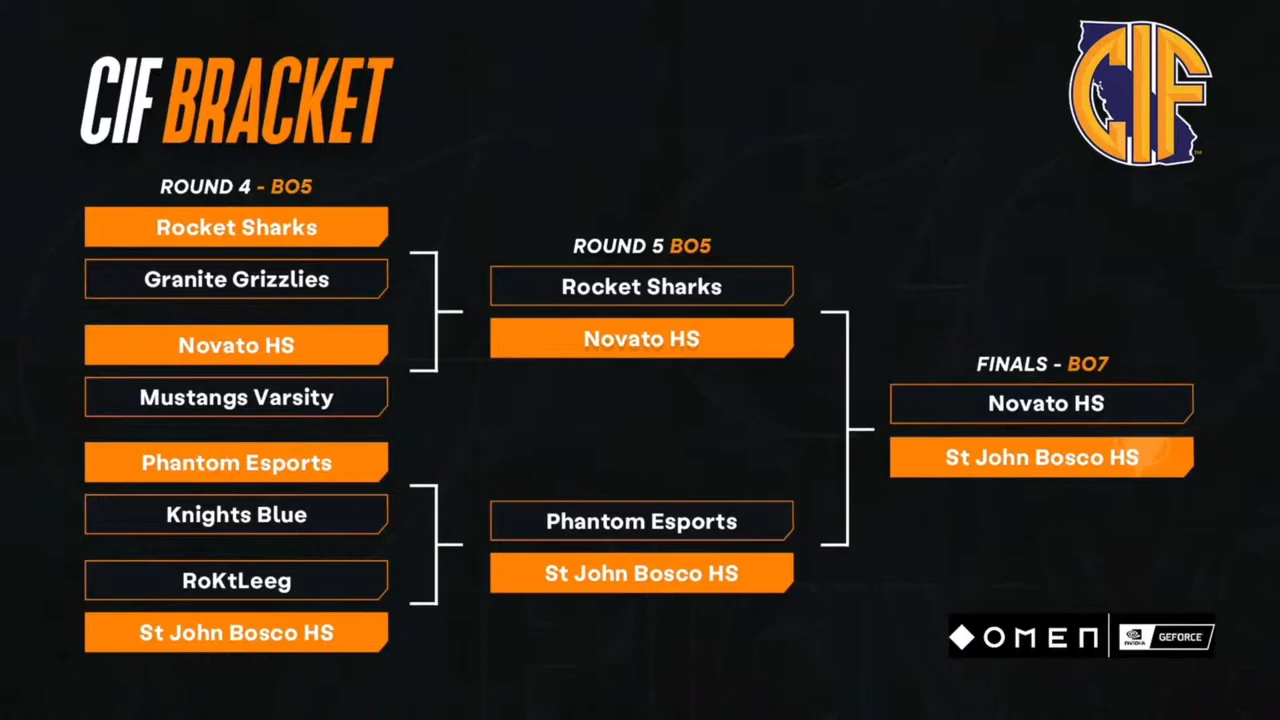 CIF BRACKET
CIF
TM
ROUND 4 - BO5
Rocket Sharks
Granite Grizzlies
Novato HS
Mustangs Varsity
Phantom Esports
Knights Blue
RoKtLeeg
St John Bosco HS
ROUND 5 BO5
Rocket Sharks
Novato HS
Phantom Esports
St John Bosco HS
FINALS - BO7
Novato HS
St John Bosco HS
OMEN
NVIDIA
GEFORCE